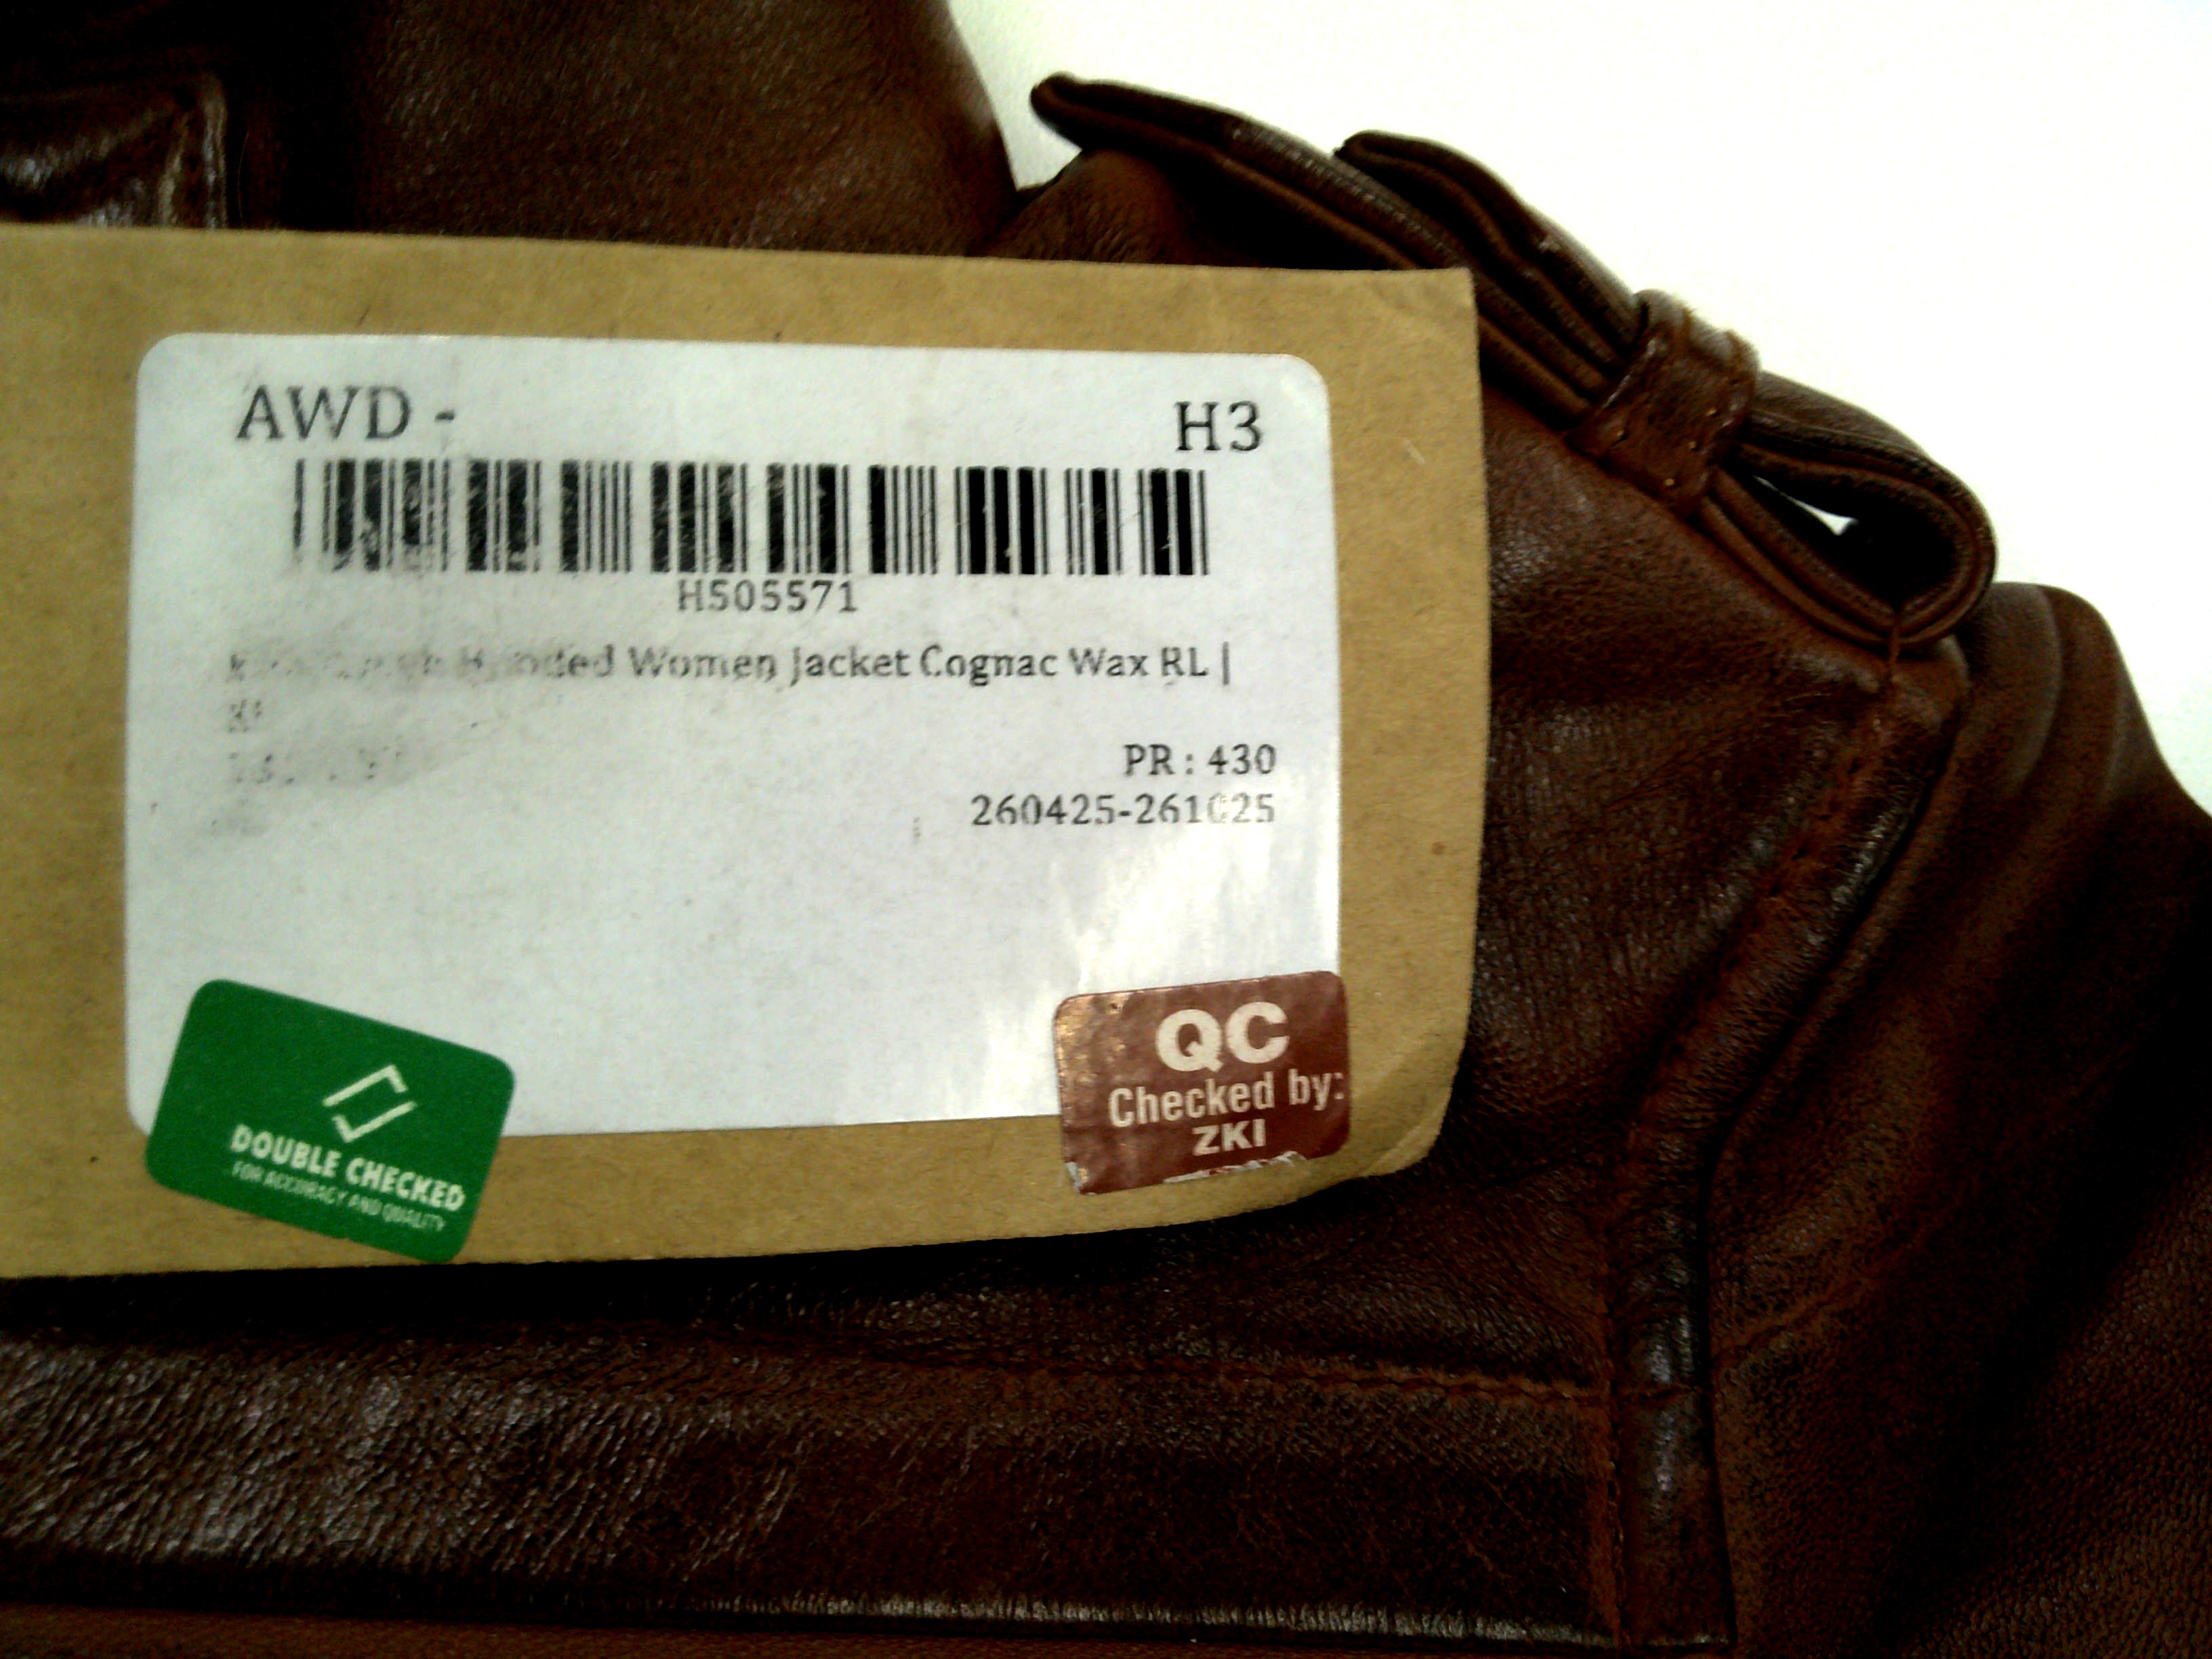 AWD - H3
H505571
Hooded Women Jacket Cognac Wax RL |
PR : 430
260425-261025
DOUBLE CHECKED
FOR ACCURACY AND QUALITY
QC
Checked by:
ZKI